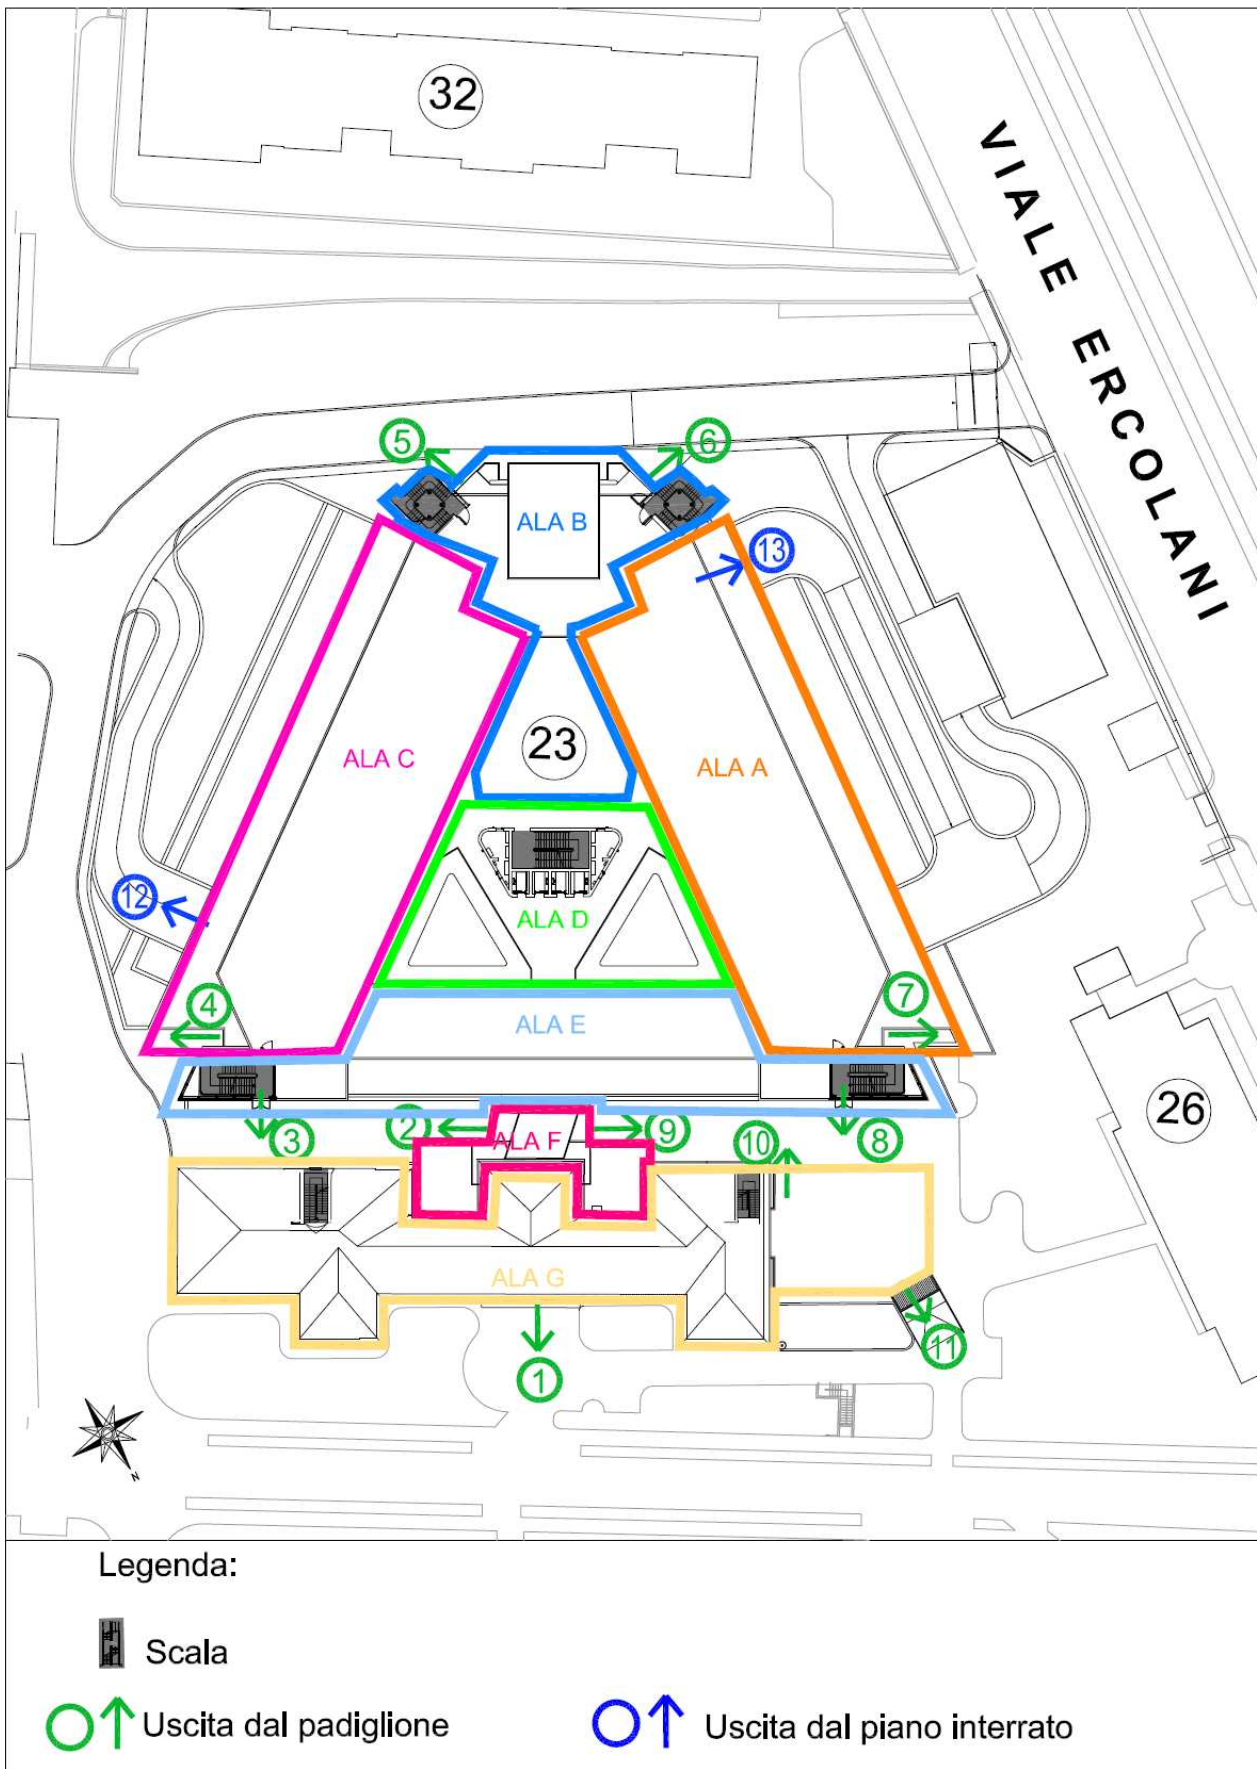 32
VIALE ERCOLANI
5
6
ALA B
13
23
ALA C
ALA A
12
ALA D
4
7
ALA E
26
3
2
ALA F
9
10
8
ALA G
1
11
N
Legenda:
Scala
Uscita dal padiglione
Uscita dal piano interrato